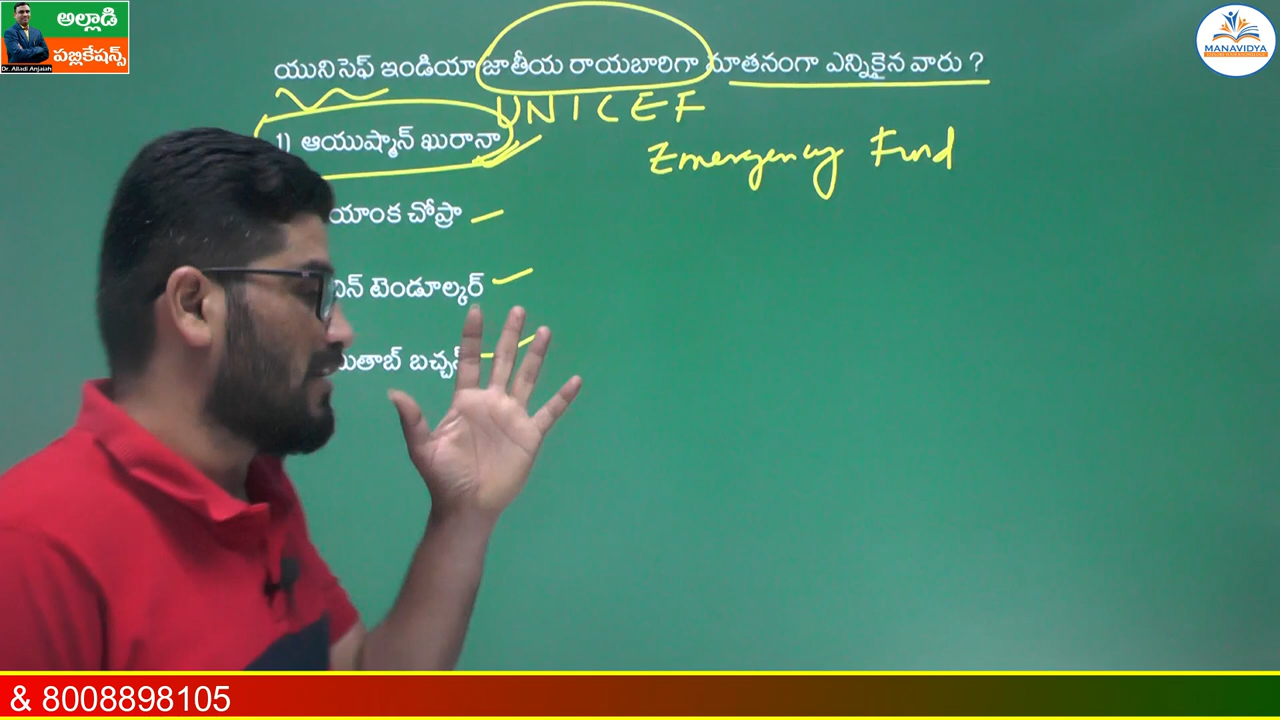 అల్లాడి
పబ్లికేషన్స్
Dr. Alladi Anjaiah
MANAVIDYA
యునిసెఫ్ ఇండియా జాతీయ రాయబారిగా నూతనంగా ఎన్నికైన వారు ?
UNICEF
Emergency Fund
1) ఆయుష్మాన్ ఖురానా
చోప్రా
టెండూల్కర్
బచ్చన్
& 8008898105